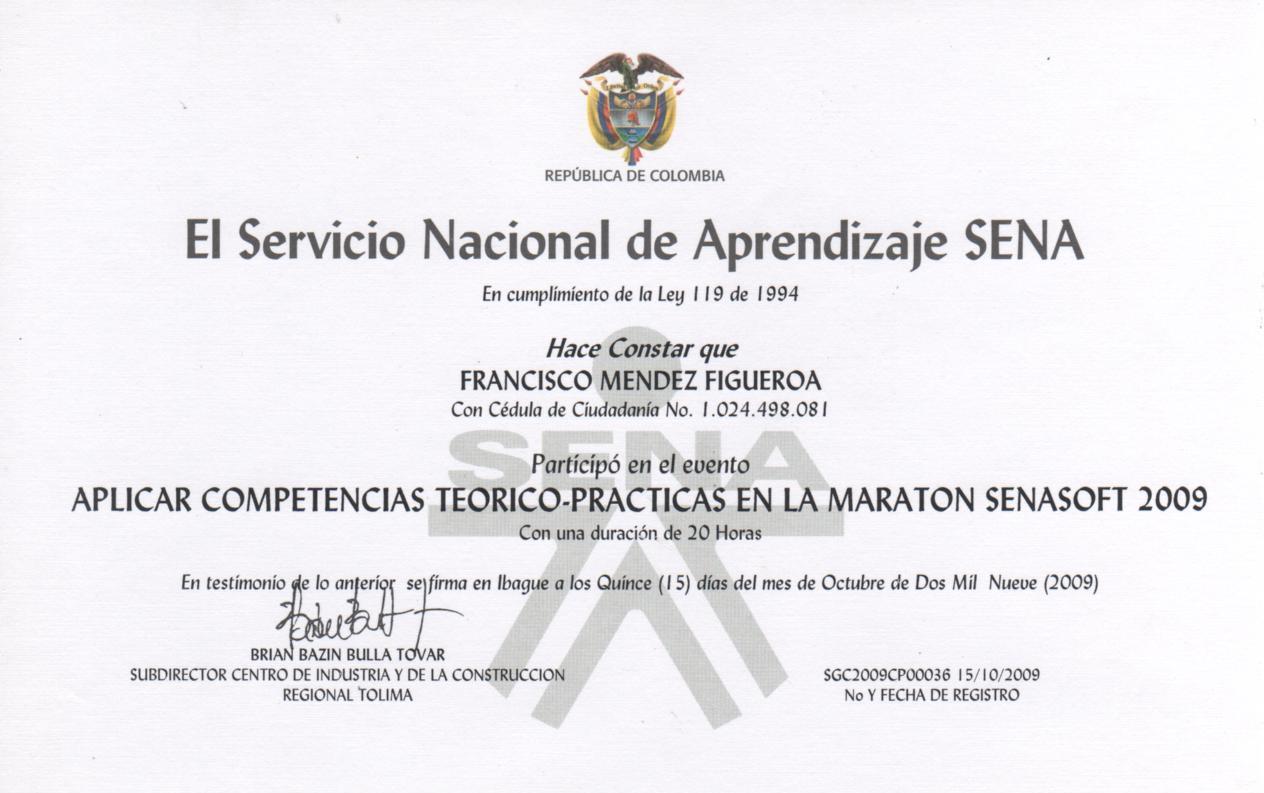 REPÚBLICA DE COLOMBIA
El Servicio Nacional de Aprendizaje SENA
En cumplimiento de la Ley 119 de 1994
Hace Constar que
FRANCISCO MENDEZ FIGUEROA
Con Cédula de Ciudadanía No. 1.024.498.081
SENA
Participó en el evento
APLICAR COMPETENCIAS TEORICO-PRACTICAS EN LA MARATON SENASOFT 2009
Con una duración de 20 Horas
En testimonio de lo anterior se firma en Ibague a los Quince (15) días del mes de Octubre de Dos Mil Nueve (2009)
BRIAN BAZIN BULLA TOVAR
SUBDIRECTOR CENTRO DE INDUSTRIA Y DE LA CONSTRUCCION
REGIONAL TOLIMA
SGC2009CP00036 15/10/2009
No Y FECHA DE REGISTRO